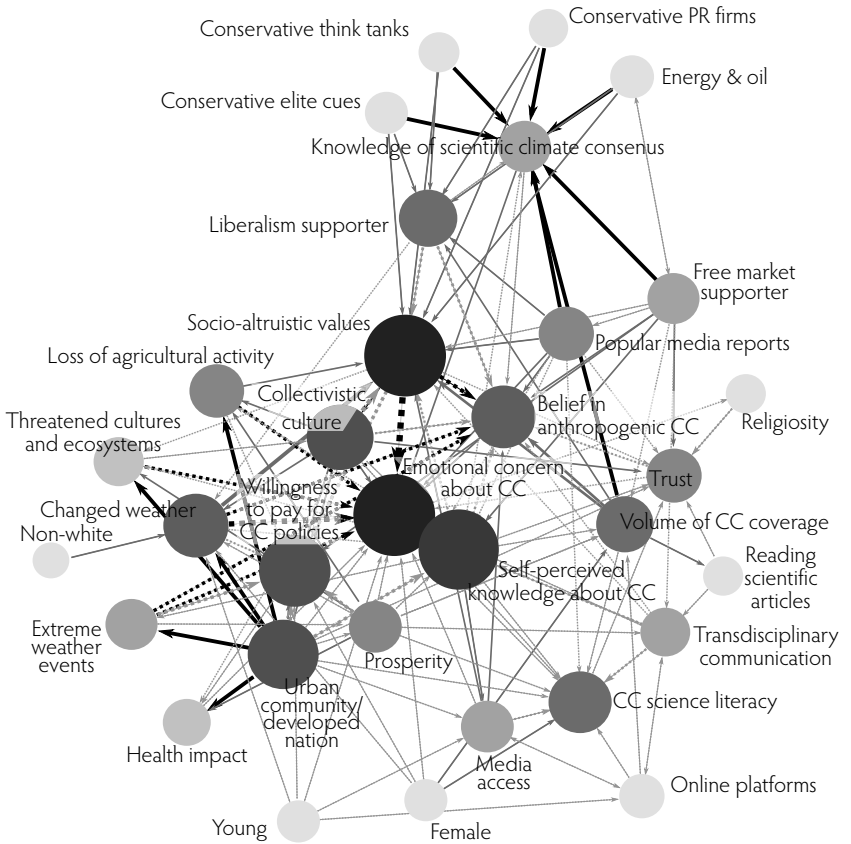 Conservative PR firms
Conservative think tanks
Energy & oil
Conservative elite cues
Knowledge of scientific climate consenus
Liberalism supporter
Free market
supporter
Socio-altruistic values
Popular media reports
Loss of agricultural activity
Collectivistic
culture
Belief in
anthropogenic CC
Religiosity
Threatened cultures
and ecosystems
Emotional concern
about CC
Trust
Willingness
to pay for
CC policies
Changed weather
Non-white
Volume of CC coverage
Self-perceived
knowledge about CC
Reading
scientific
articles
Extreme
weather
events
Prosperity
Transdisciplinary
communication
Urban
community/
developed
nation
CC science literacy
Health impact
Media
access
Online platforms
Young
Female